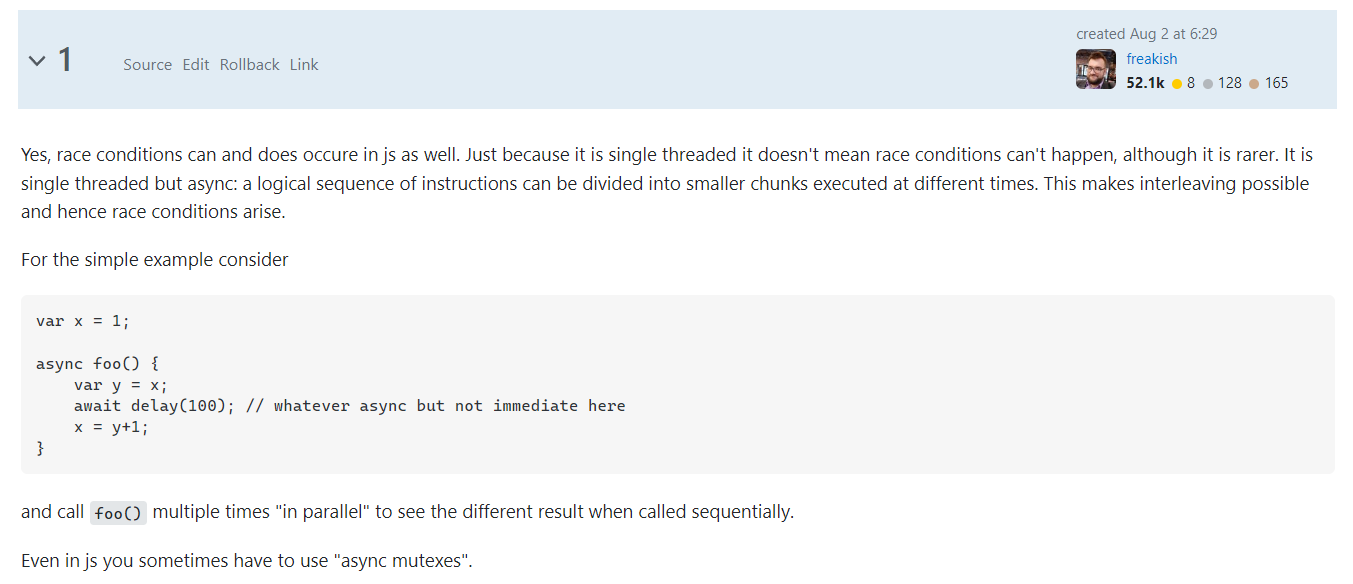 1
Source Edit Rollback Link
created Aug 2 at 6:29
freakish
52.1k 8 128 165
Yes, race conditions can and does occure in js as well. Just because it is single threaded it doesn't mean race conditions can't happen, although it is rarer. It is
single threaded but async: a logical sequence of instructions can be divided into smaller chunks executed at different times. This makes interleaving possible
and hence race conditions arise.
For the simple example consider
var x = 1;
async foo() {
    var y = x;
    await delay(100); // whatever async but not immediate here
    x = y+1;
}
and call foo() multiple times "in parallel" to see the different result when called sequentially.
Even in js you sometimes have to use "async mutexes".